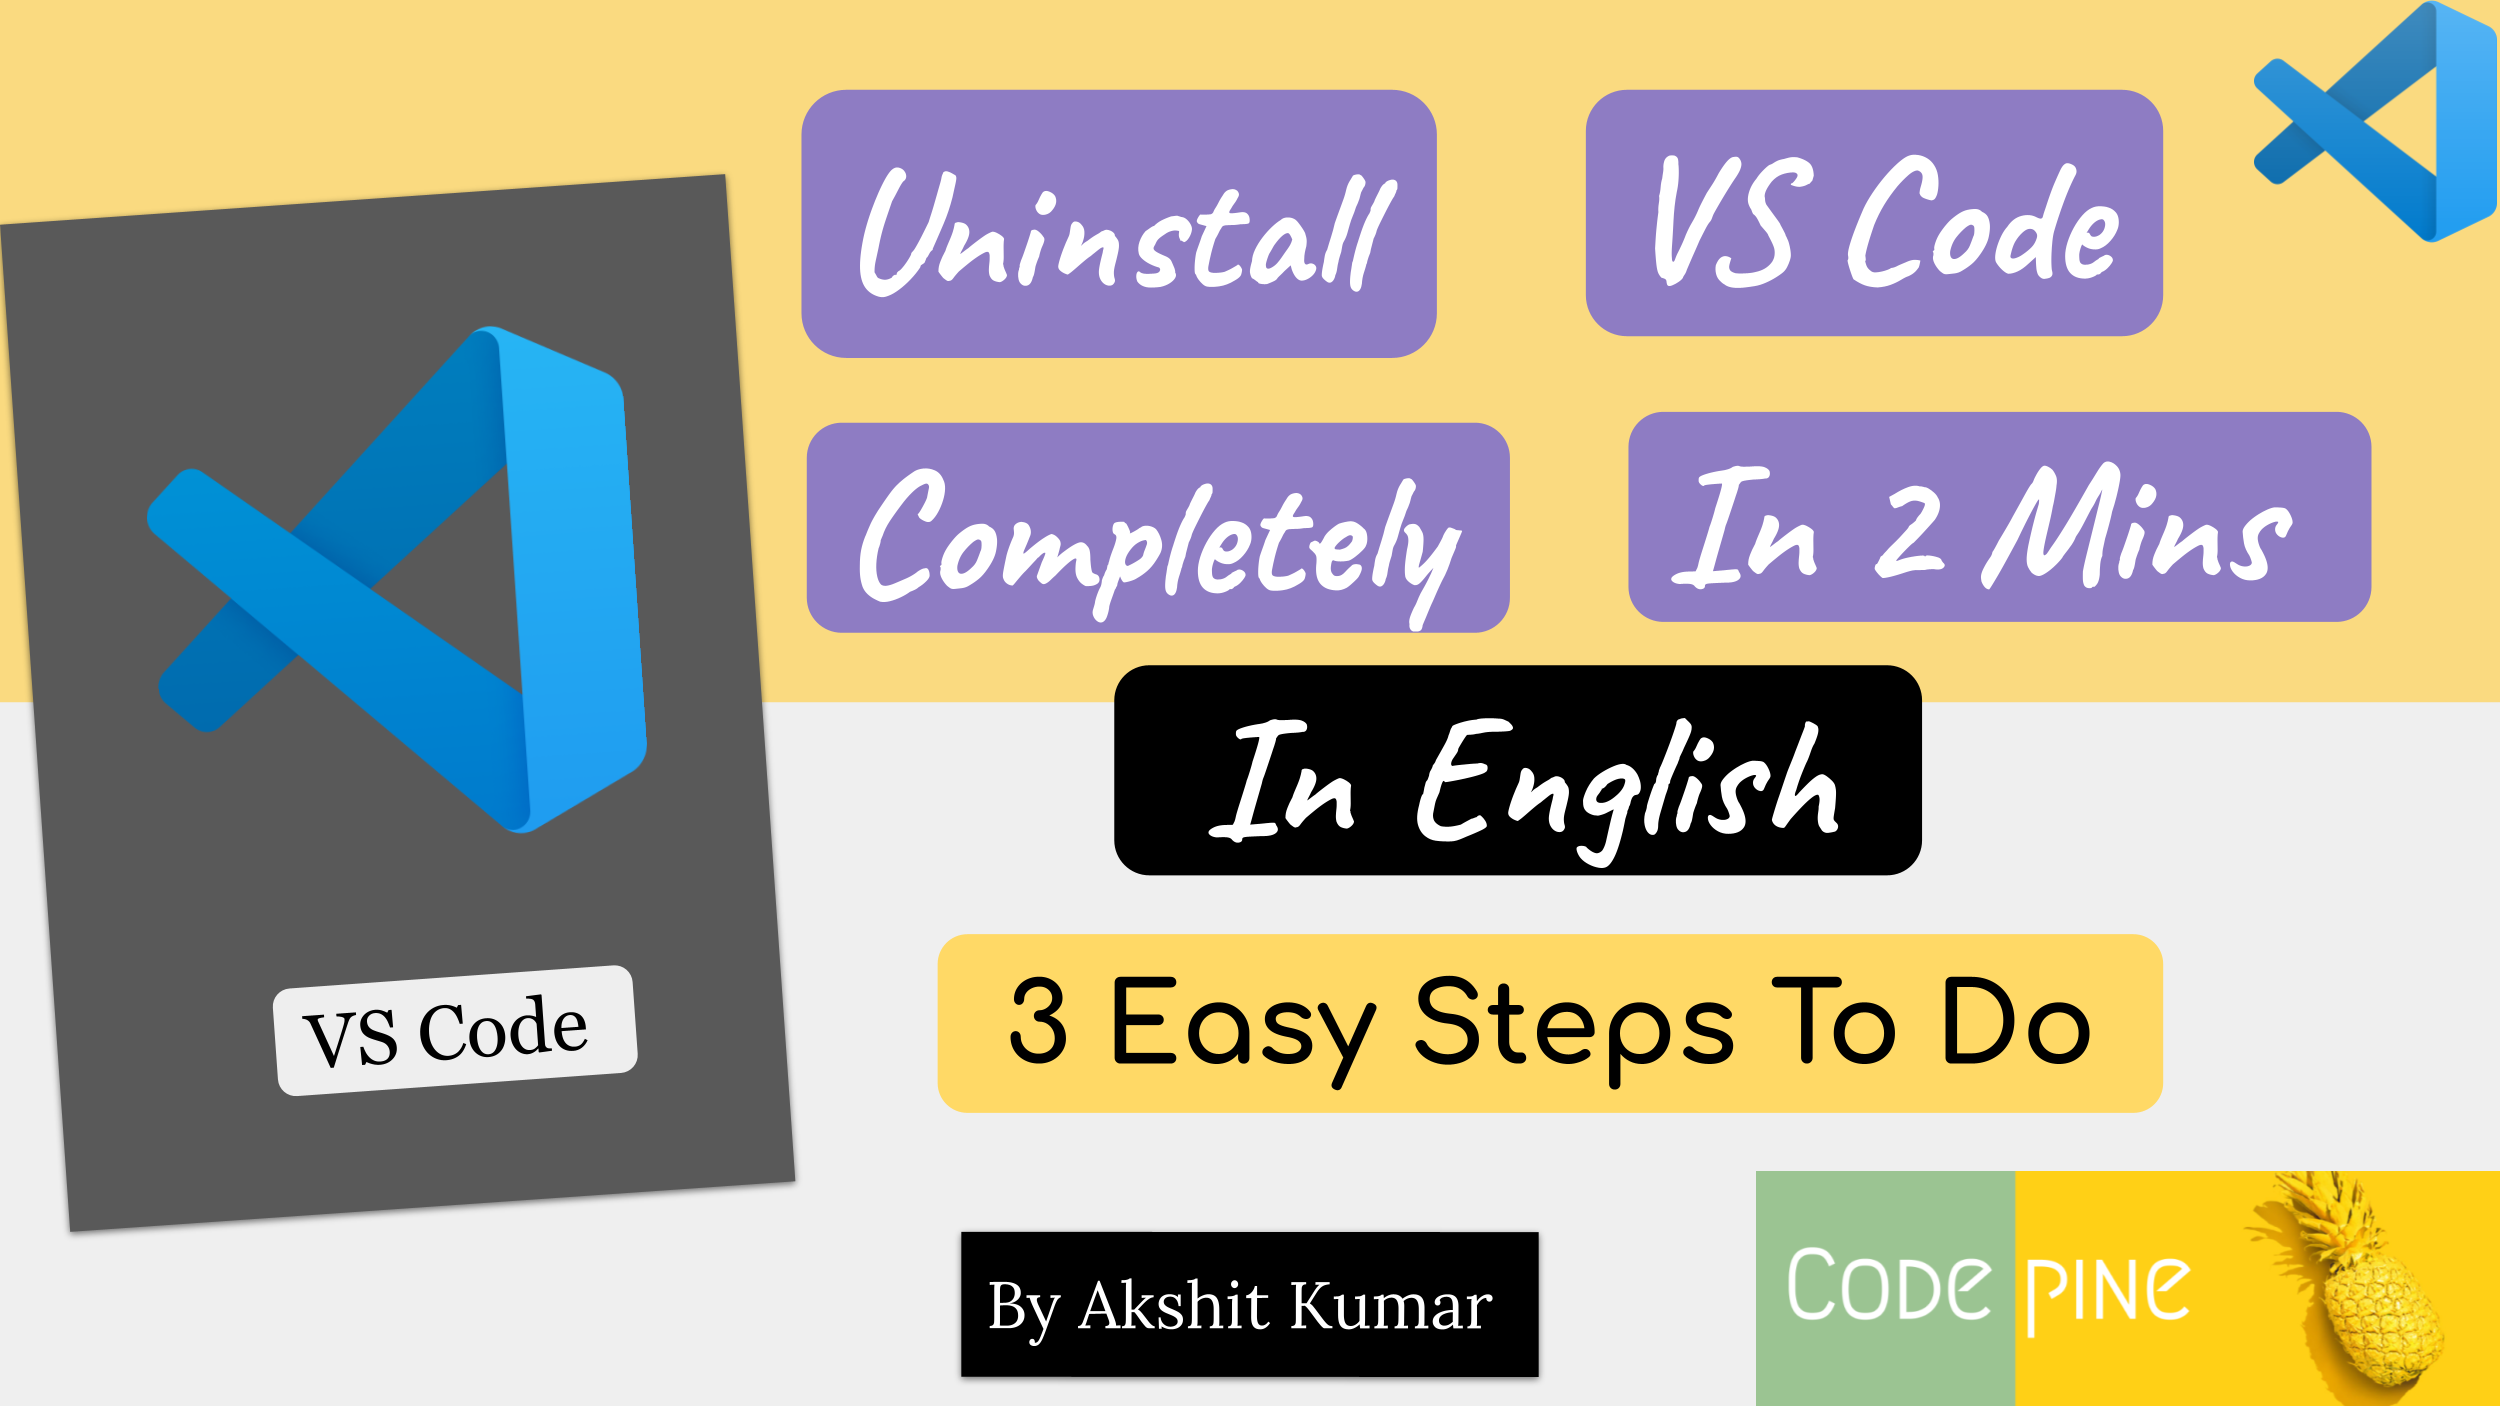 Uninstall
VS Code
Completely
In 2 Mins
In English
3 Easy Steps To DO
VS Code
By Akshit Kumar
Code pine